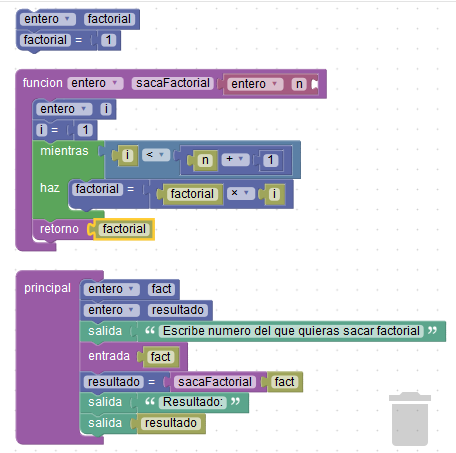 entero factorial
factorial = 1
funcion entero sacaFactorial entero n
entero i
i = 1
mientras i < n + 1
haz factorial = factorial × i
retorno factorial
principal entero fact
entero resultado
salida “ Escribe numero del que quieras sacar factorial ”
entrada fact
resultado = sacaFactorial fact
salida “ Resultado: ”
salida resultado